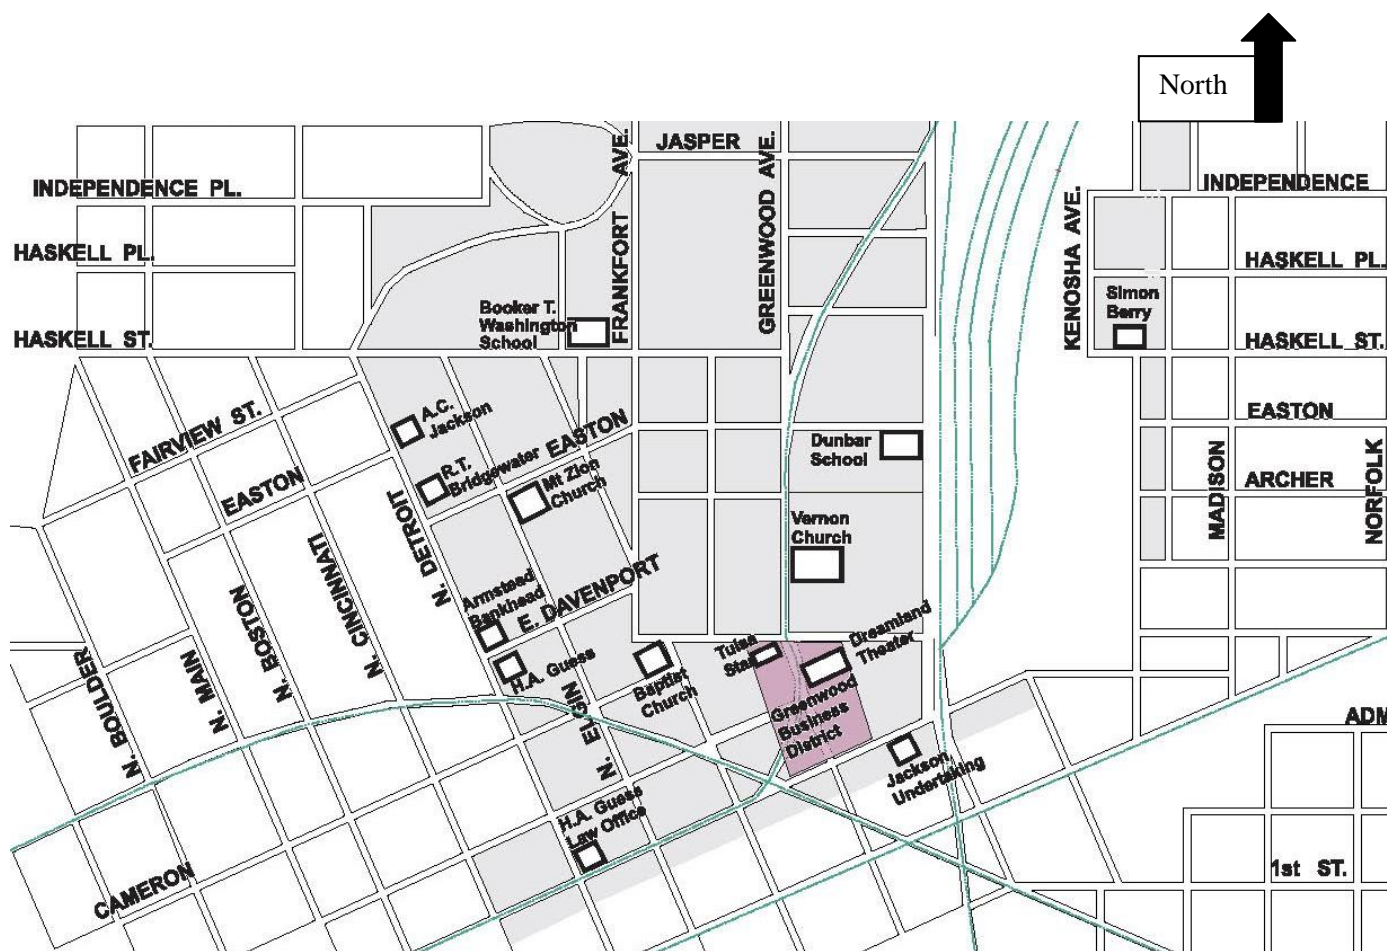 North
JASPER
AVE.
AVE.
INDEPENDENCE PL.
INDEPENDENCE
HASKELL PL.
FRANKFORT
GREENWOOD
KENOSHA AVE.
HASKELL PL.
Booker T.
Washington
School
Simon
Berry
HASKELL ST.
HASKELL ST.
FAIRVIEW ST.
A.C.
Jackson
EASTON
EASTON
R.T.
Bridgewater
EASTON
Mt Zion
Church
Dunbar
School
MADISON
ARCHER
NORFOLK
N. DETROIT
Vernon
Church
N. CINCINNATI
Armstead
Bankhead
E. DAVENPORT
N. BOSTON
N. MAIN
N. BOULDER
H.A. Guess
N. ELGIN
Baptist
Church
Tulsa
Star
Dreamland
Theater
Greenwood
Business
District
ADM
Jackson
Undertaking
H.A. Guess
Law Office
CAMERON
1st ST.